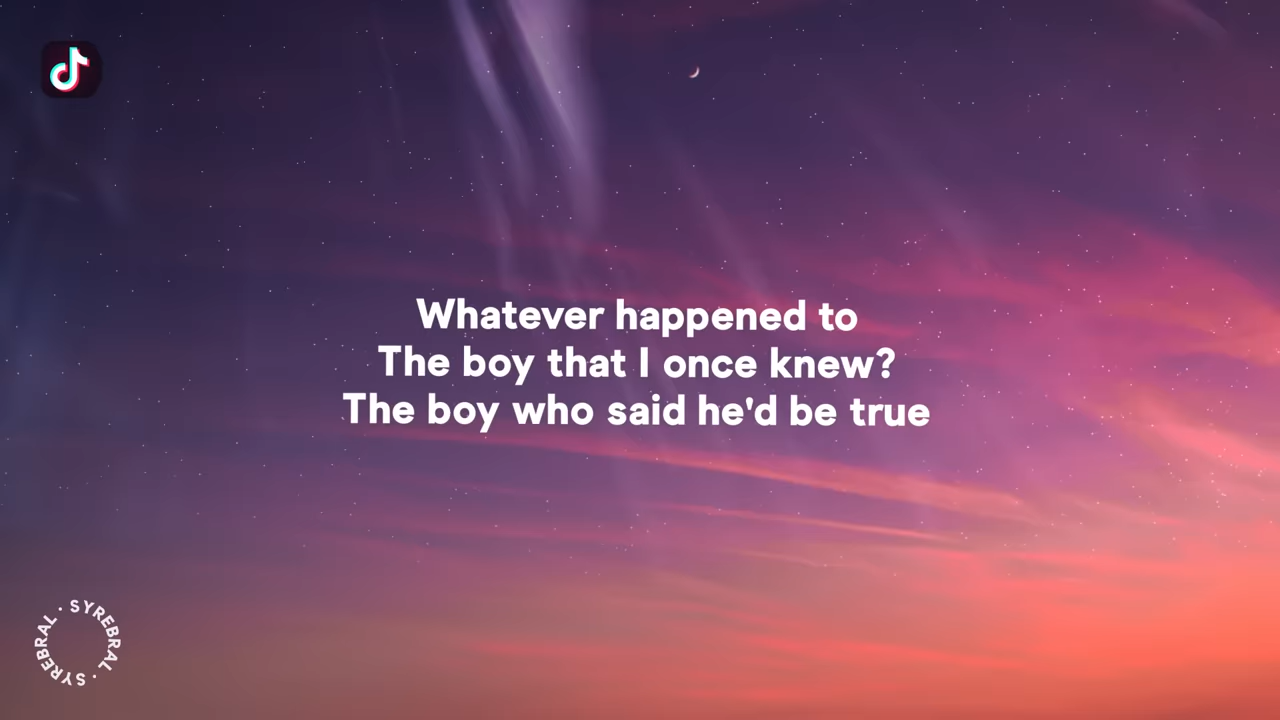 Whatever happened to
The boy that I once knew?
The boy who said he'd be true
SYREBRAL · SYREBRAL ·